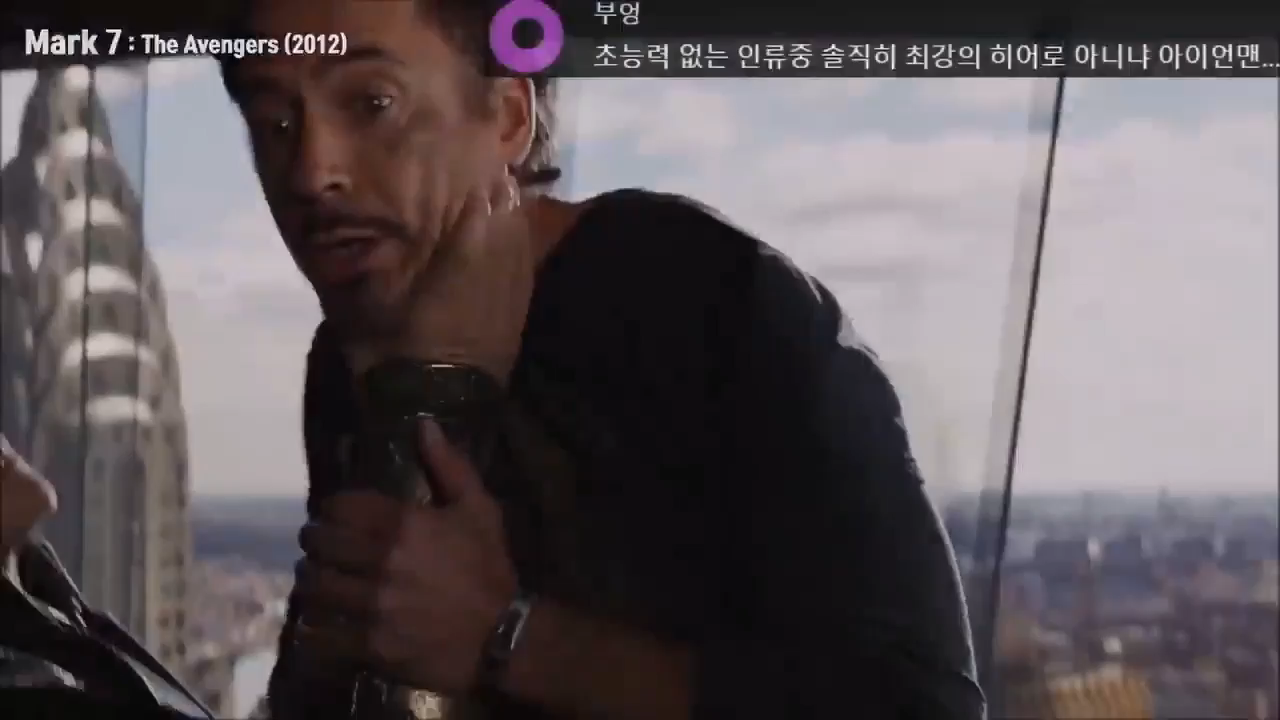 Mark 7 : The Avengers (2012)
부엉
초능력 없는 인류중 솔직히 최강의 히어로 아니냐 아이언맨...